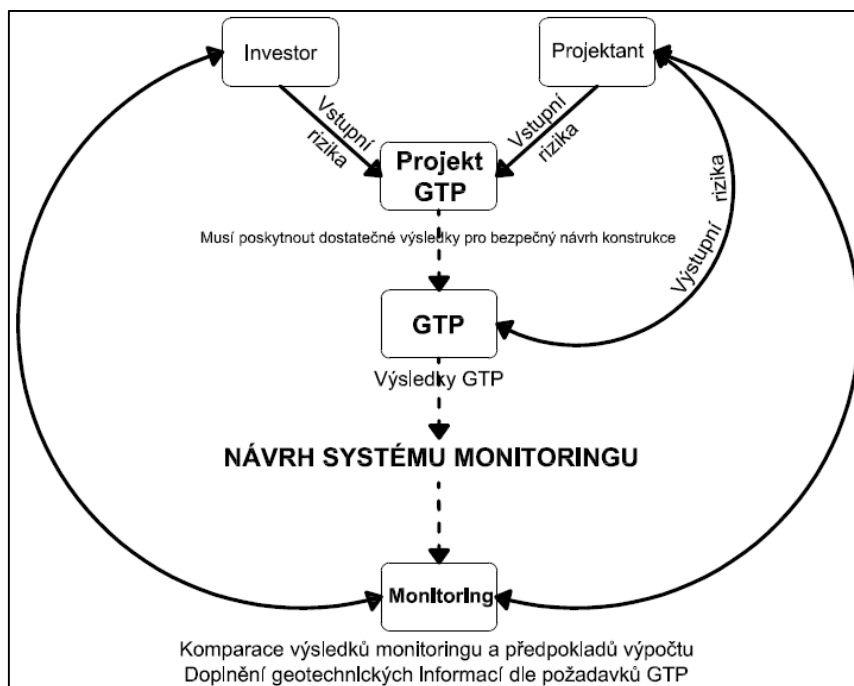 Investor
Projektant
Vstupní
rizika
Vstupní
rizika
Projekt
GTP
Výstupní rizika
Musí poskytnout dostatečné výsledky pro bezpečný návrh konstrukce
GTP
Výsledky GTP
NÁVRH SYSTÉMU MONITORINGU
Monitoring
Komparace výsledků monitoringu a předpokladů výpočtu
Doplnění geotechnických informací dle požadavků GTP